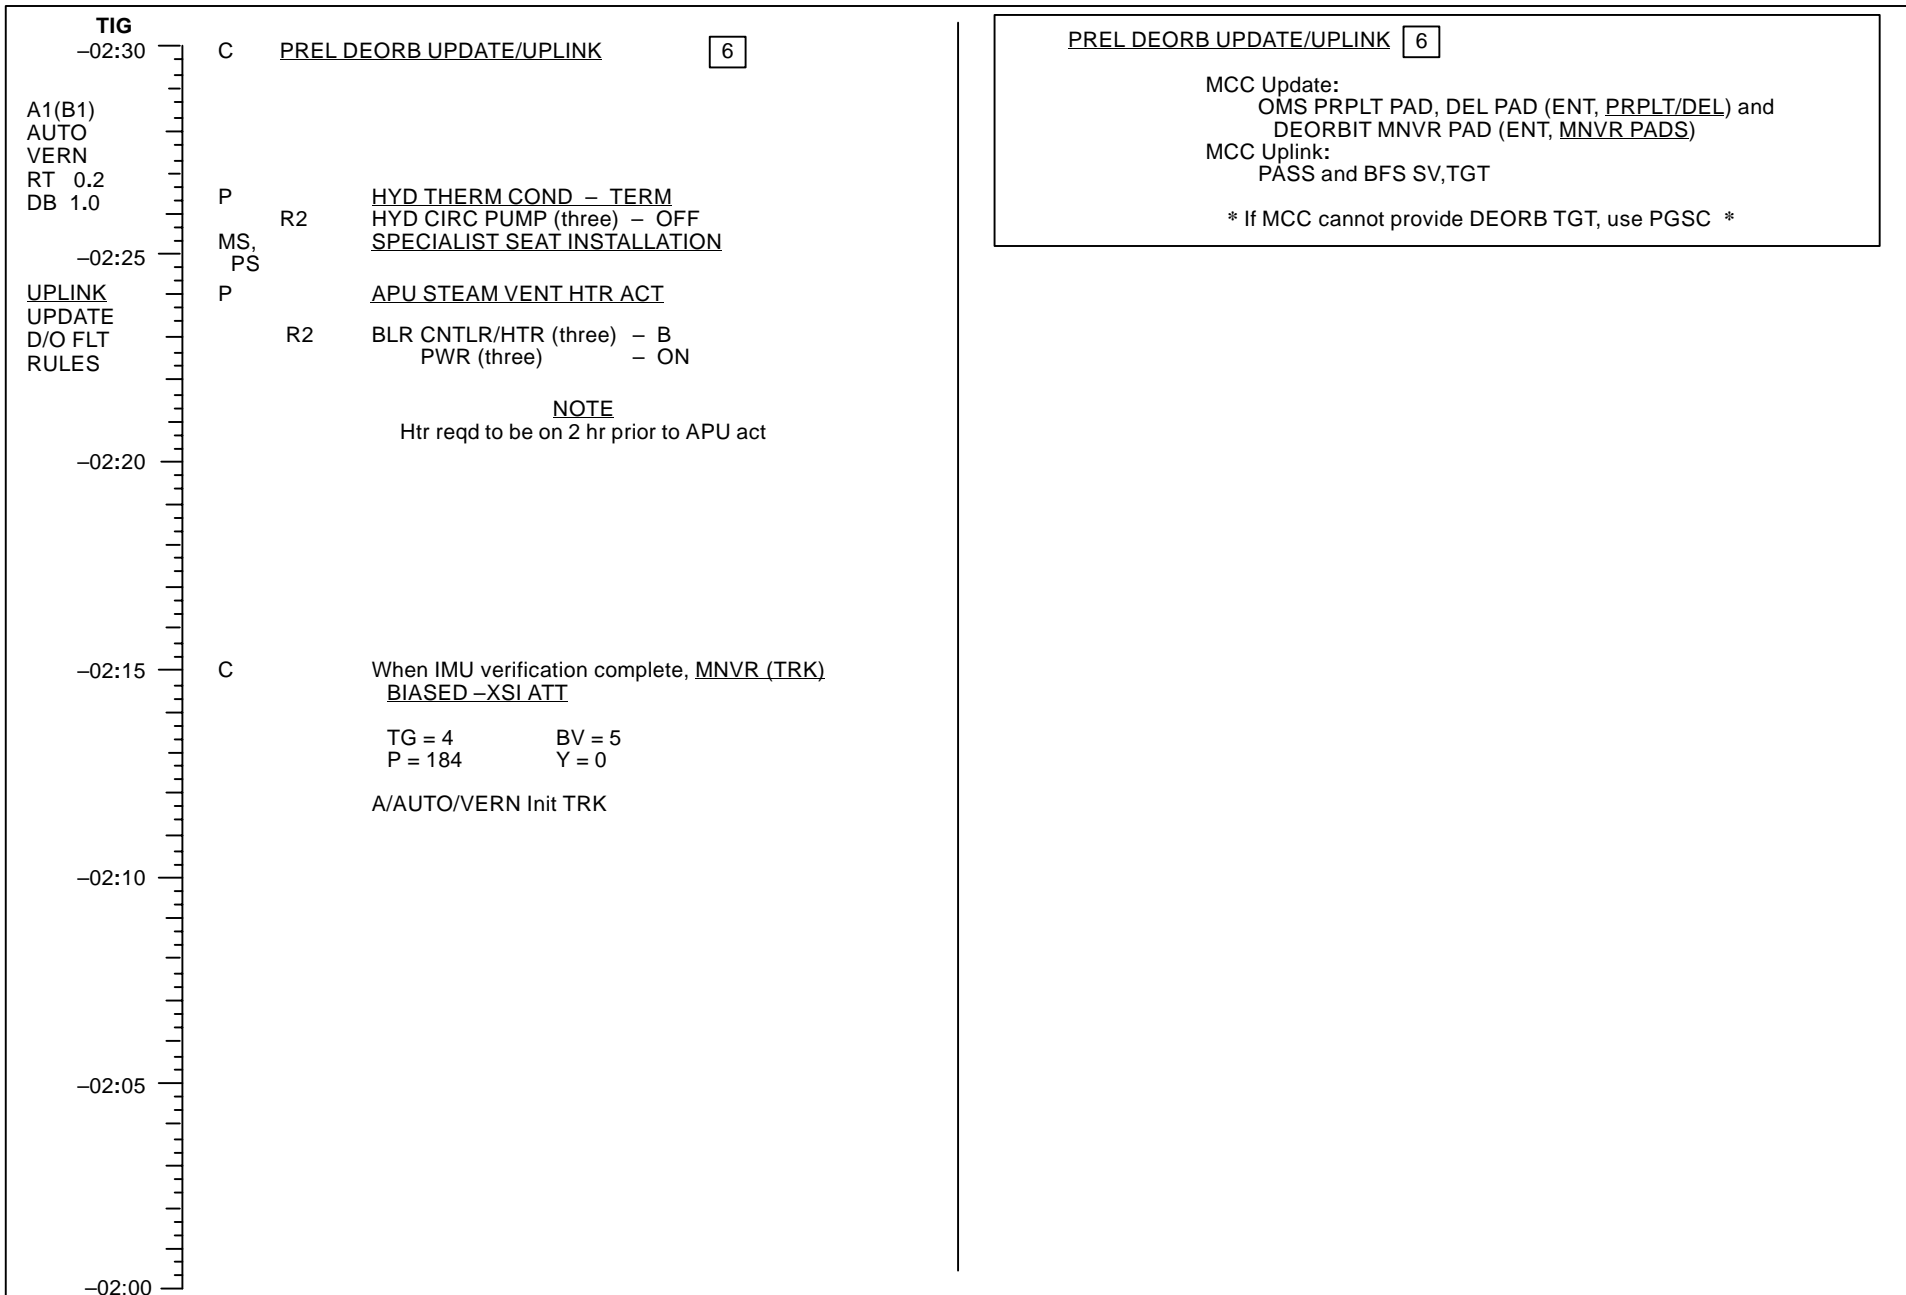 TIG
–02:30 C PREL DEORB UPDATE/UPLINK 6
A1(B1)
AUTO
VERN
RT 0.2
DB 1.0
P HYD THERM COND – TERM
R2 HYD CIRC PUMP (three) – OFF
MS, SPECIALIST SEAT INSTALLATION
PS
–02:25
UPLINK
UPDATE
D/O FLT
RULES
P APU STEAM VENT HTR ACT
R2 BLR CNTLR/HTR (three) – B
PWR (three) – ON
NOTE
Htr reqd to be on 2 hr prior to APU act
–02:20
–02:15 C When IMU verification complete, MNVR (TRK)
BIASED –XSI ATT
TG = 4 BV = 5
P = 184 Y = 0
A/AUTO/VERN Init TRK
–02:10
–02:05
–02:00
PREL DEORB UPDATE/UPLINK 6
MCC Update:
OMS PRPLT PAD, DEL PAD (ENT, PRPLT/DEL) and
DEORBIT MNVR PAD (ENT, MNVR PADS)
MCC Uplink:
PASS and BFS SV,TGT
* If MCC cannot provide DEORB TGT, use PGSC *